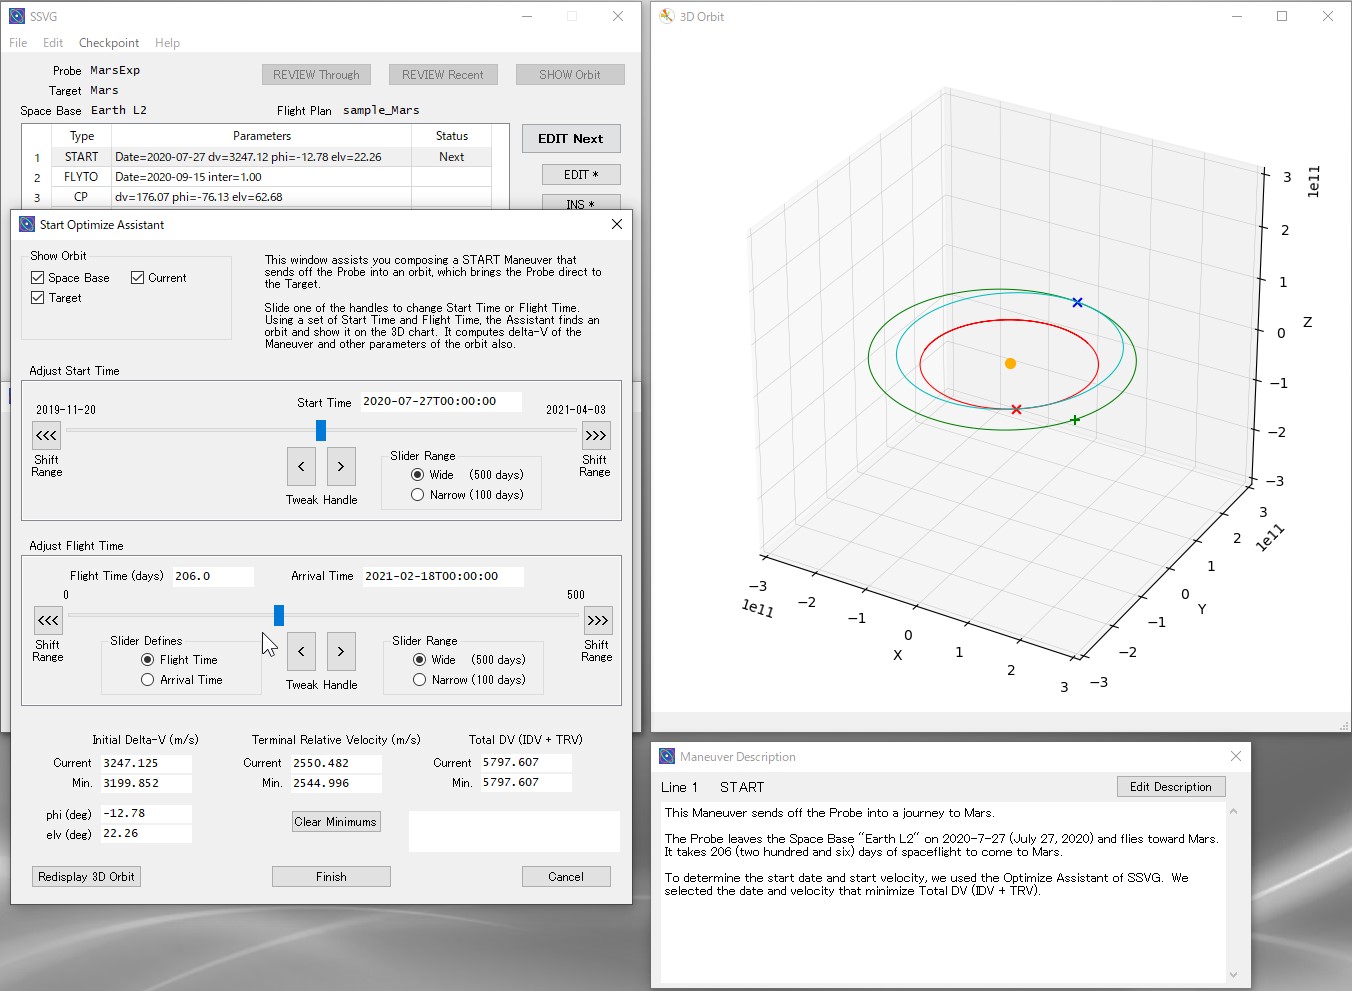 SSVG
File Edit Checkpoint Help
Probe MarsExp
REVIEW Through REVIEW Recent SHOW Orbit
Target Mars
Space Base Earth L2 Flight Plan sample_Mars
Type Parameters Status
1 START Date=2020-07-27 dv=3247.12 phi=-12.78 elv=22.26 Next
2 FLYTO Date=2020-09-15 inter=1.00
3 CP dv=176.07 phi=-76.13 elv=62.68
EDIT Next
EDIT *
INS *
Start Optimize Assistant
Show Orbit
Space Base Current
Target
This window assists you composing a START Maneuver that
sends off the Probe into an orbit, which brings the Probe direct to
the Target.
Slide one of the handles to change Start Time or Flight Time.
Using a set of Start Time and Flight Time, the Assistant finds an
orbit and show it on the 3D chart. It computes delta-V of the
Maneuver and other parameters of the orbit also.
Adjust Start Time
2019-11-20 Start Time 2020-07-27T00:00:00 2021-04-03
<<< >>>
Shift
Range
Shift
Range
< >
Tweak Handle
Slider Range
Wide (500 days)
Narrow (100 days)
Adjust Flight Time
Flight Time (days) 206.0 Arrival Time 2021-02-18T00:00:00
0 500
<<< >>>
Shift
Range
Shift
Range
Slider Defines
Flight Time
Arrival Time
< >
Tweak Handle
Slider Range
Wide (500 days)
Narrow (100 days)
Initial Delta-V (m/s) Terminal Relative Velocity (m/s) Total DV (IDV + TRV)
Current 3247.125 Current 2550.482 Current 5797.607
Min. 3199.852 Min. 2544.996 Min. 5797.607
phi (deg) -12.78
elv (deg) 22.26
Clear Minimums
Redisplay 3D Orbit Finish Cancel
3D Orbit
1e11
3
2
1
0
−1
−2
−3
Z
−3
−2
−1
0
1
2
3
1e11
X
3
2
1
0
−1
−2
−3
1e11
Y
Maneuver Description
Line 1 START Edit Description
This Maneuver sends off the Probe into a journey to Mars.
The Probe leaves the Space Base "Earth L2" on 2020-7-27 (July 27, 2020) and flies toward Mars.
It takes 206 (two hundred and six) days of spaceflight to come to Mars.
To determine the start date and start velocity, we used the Optimize Assistant of SSVG. We
selected the date and velocity that minimize Total DV (IDV + TRV).